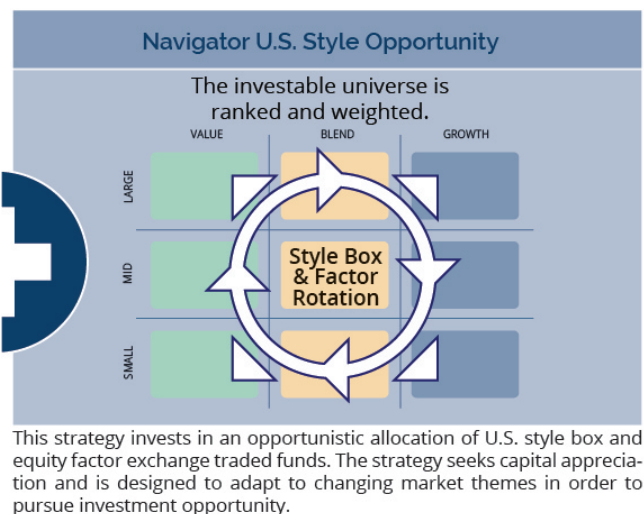 Navigator U.S. Style Opportunity
The investable universe is
ranked and weighted.
VALUE BLEND GROWTH
LARGE
MID
SMALL
Style Box
& Factor
Rotation
This strategy invests in an opportunistic allocation of U.S. style box and
equity factor exchange traded funds. The strategy seeks capital apprecia-
tion and is designed to adapt to changing market themes in order to
pursue investment opportunity.